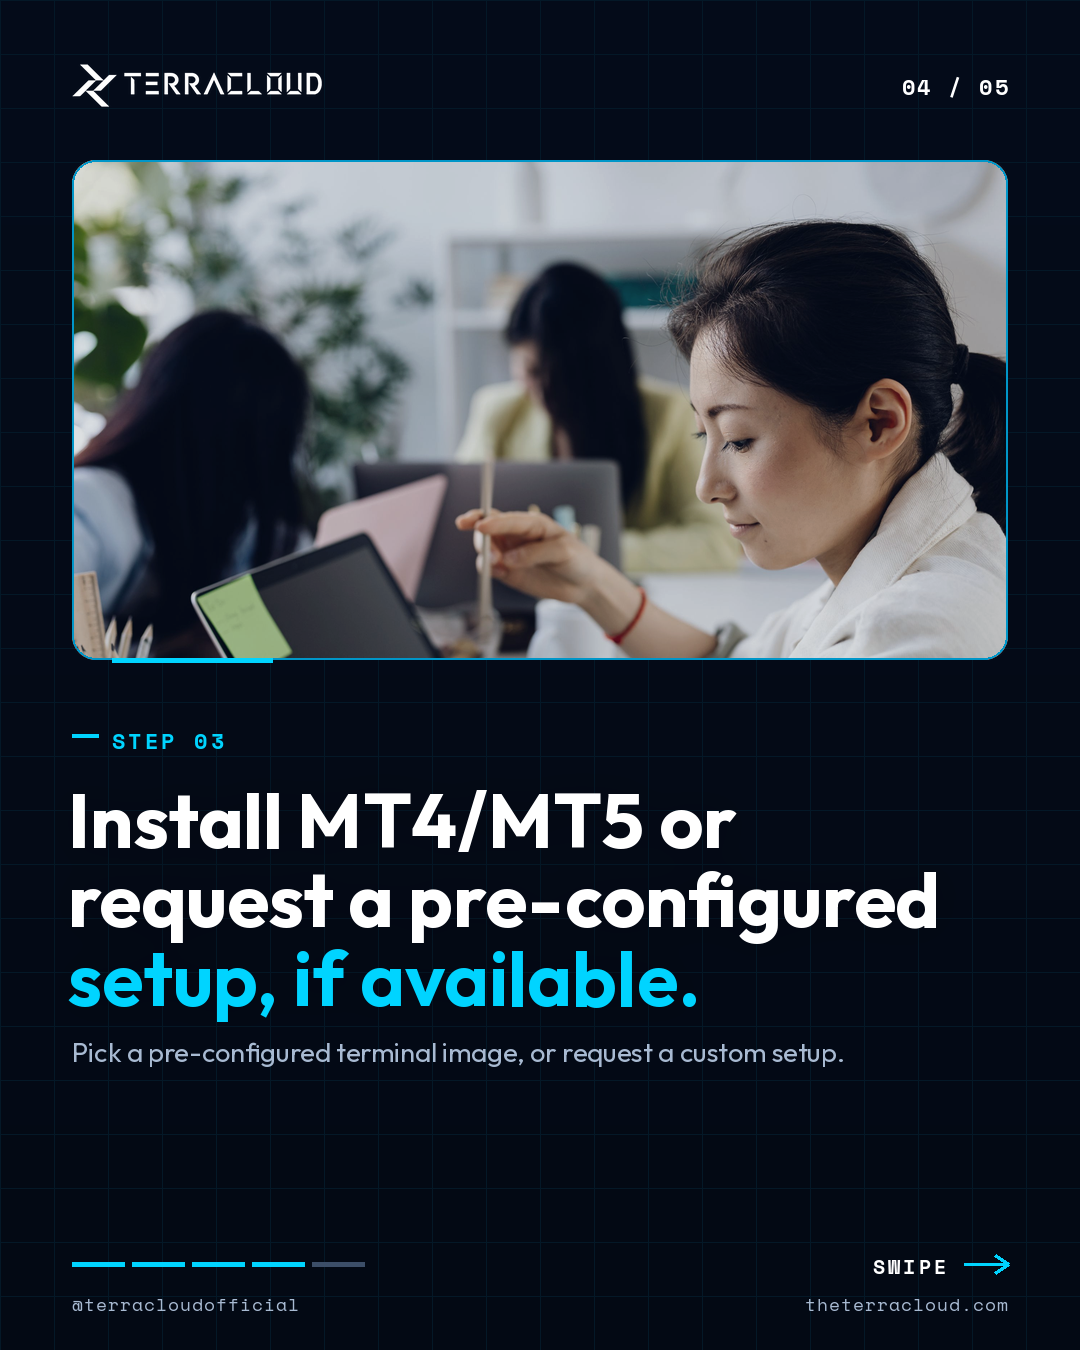 TERRACLOUD
04 / 05
STEP 03
Install MT4/MT5 or
request a pre-configured
setup, if available.
Pick a pre-configured terminal image, or request a custom setup.
SWIPE
@terracloudofficial
theterracloud.com